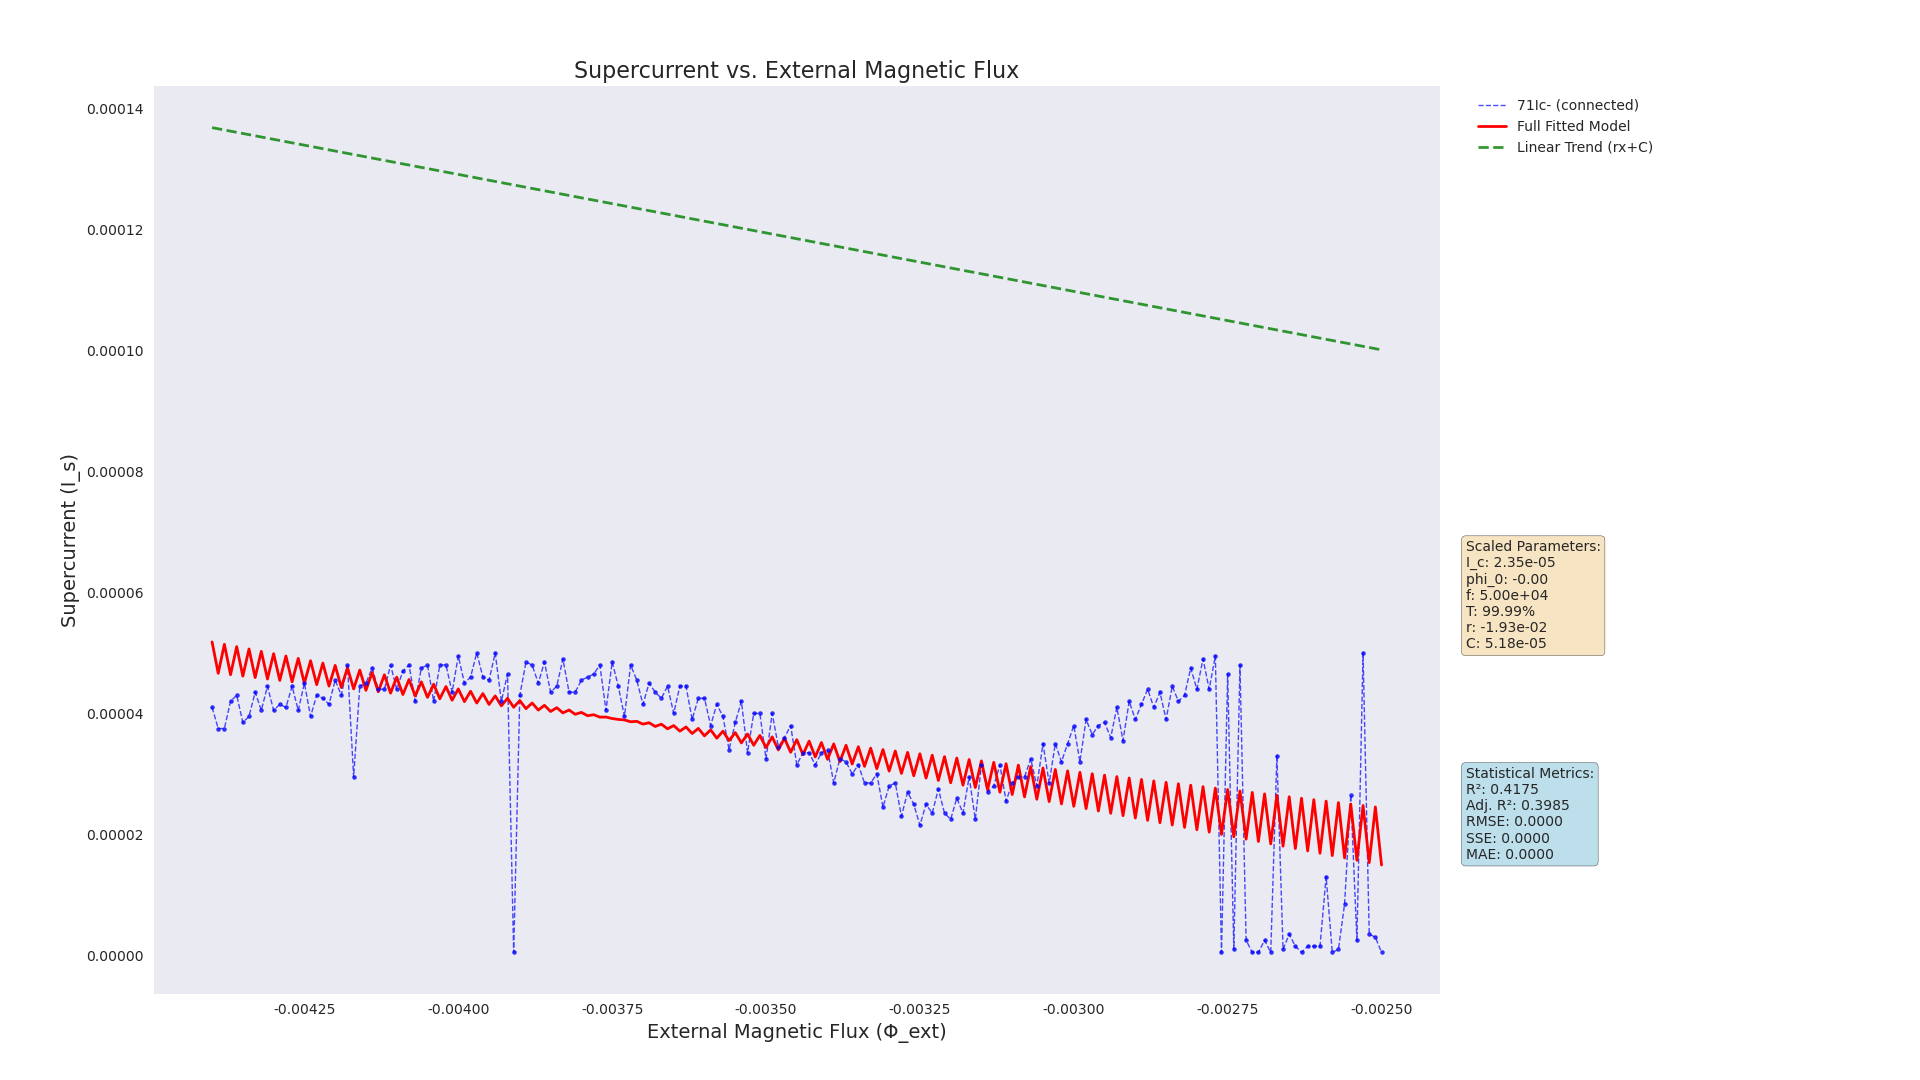 Supercurrent vs. External Magnetic Flux
0.00014
0.00012
0.00010
0.00008
0.00006
0.00004
0.00002
0.00000
Supercurrent (I_s)
-0.00425
-0.00400
-0.00375
-0.00350
-0.00325
-0.00300
-0.00275
-0.00250
External Magnetic Flux (Φ_ext)
71Ic- (connected)
Full Fitted Model
Linear Trend (rx+C)
Scaled Parameters:
I_c: 2.35e-05
phi_0: -0.00
f: 5.00e+04
T: 99.99%
r: -1.93e-02
C: 5.18e-05
Statistical Metrics:
R²: 0.4175
Adj. R²: 0.3985
RMSE: 0.0000
SSE: 0.0000
MAE: 0.0000